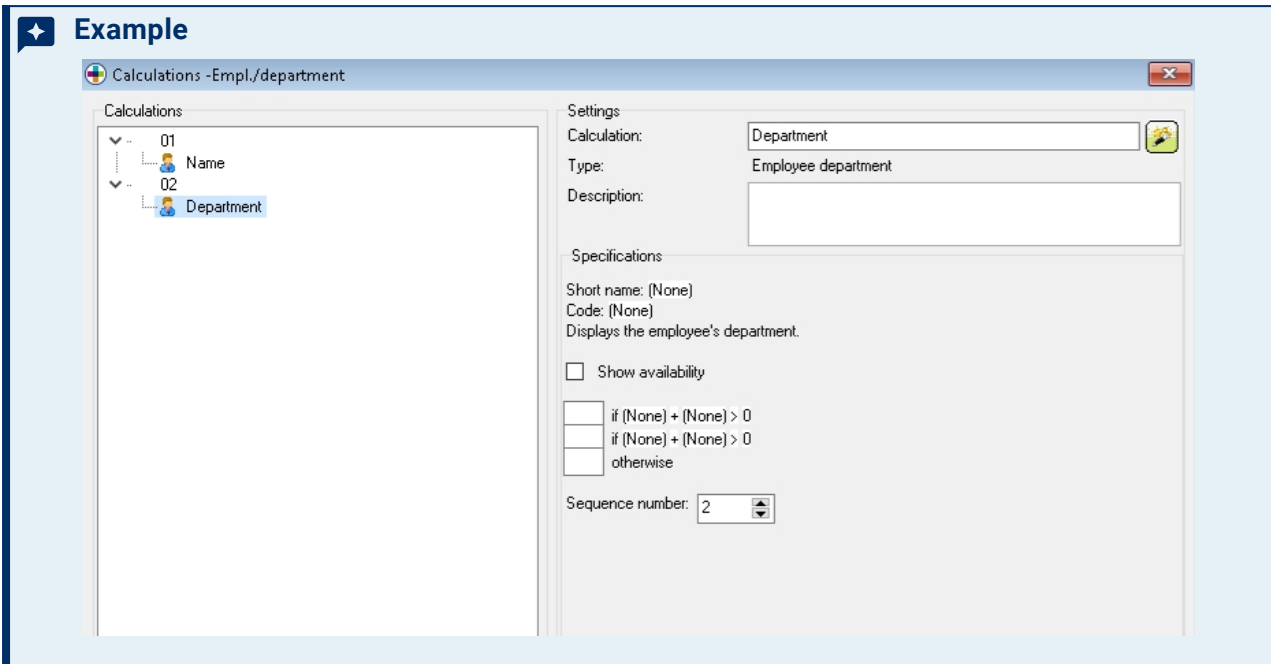 Example
Calculations -Empl./department
Calculations
01
Name
02
Department
Settings
Calculation: Department
Type: Employee department
Description:
Specifications
Short name: (None)
Code: (None)
Displays the employee's department.
Show availability
if (None) + (None) > 0
if (None) + (None) > 0
otherwise
Sequence number: 2